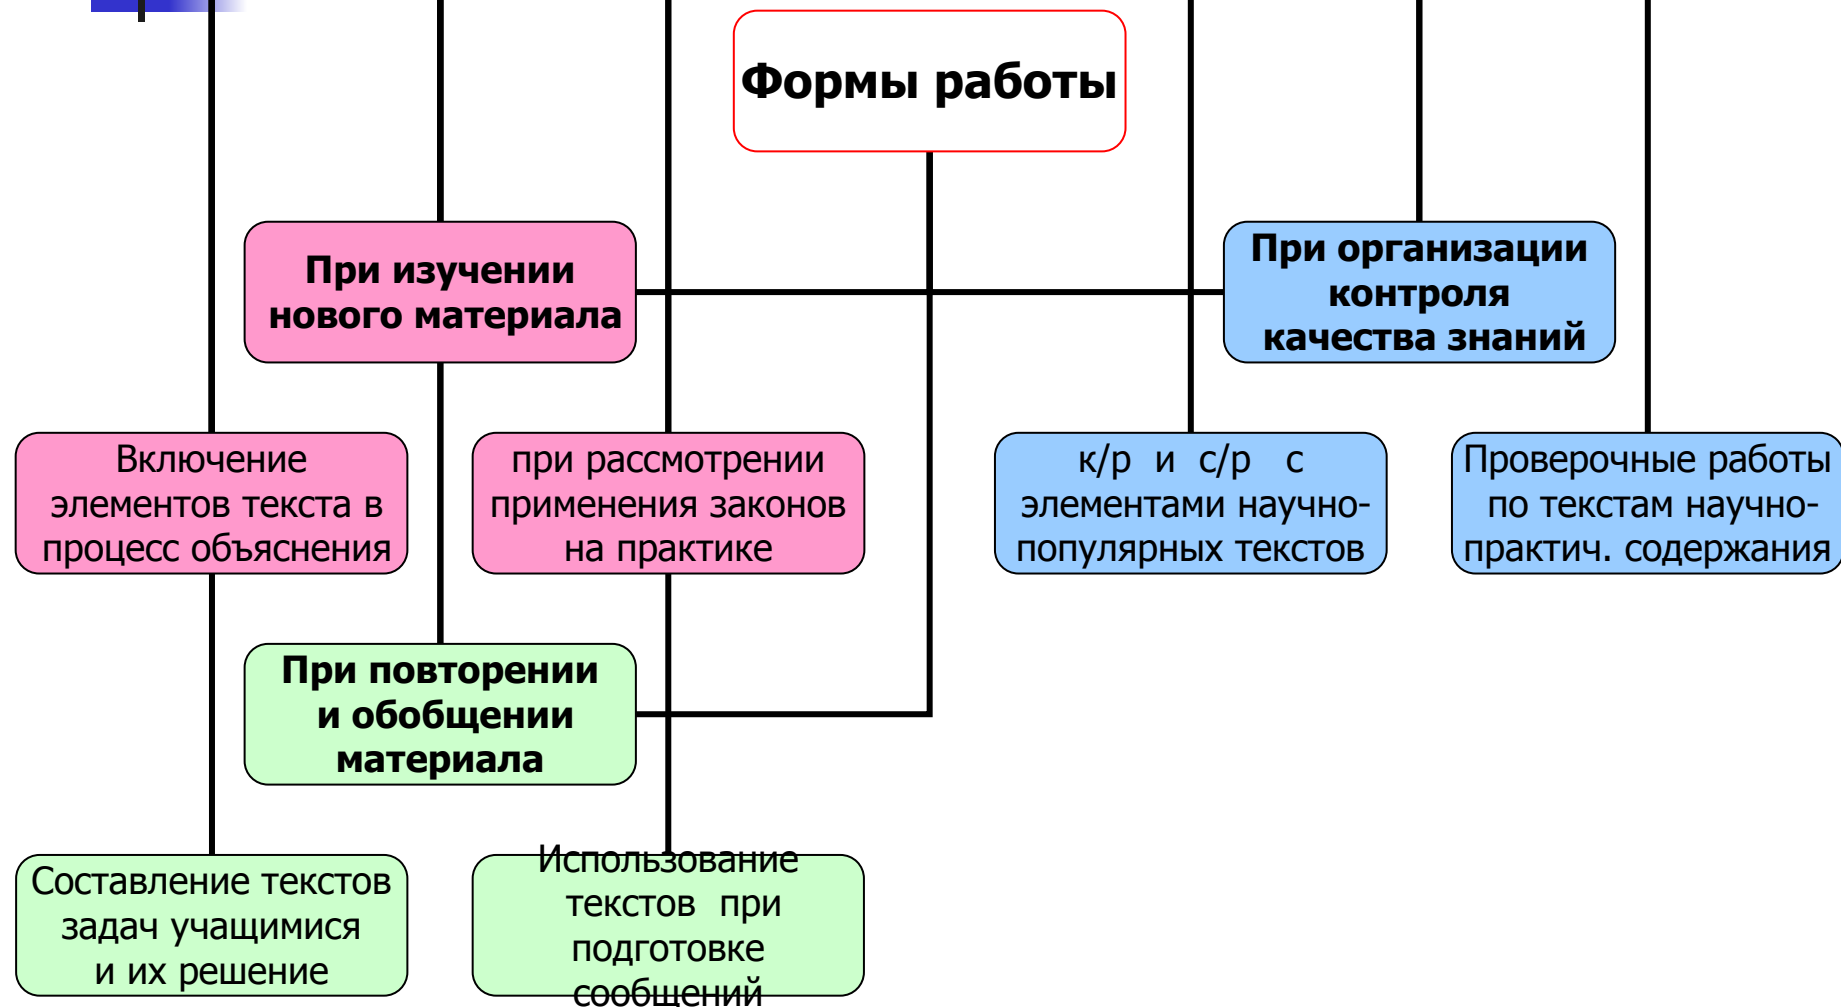 Формы работы
При изучении
нового материала
При организации
контроля
качества знаний
Включение
элементов текста в
процесс объяснения
при рассмотрении
применения законов
на практике
к/р и с/р с
элементами научно-
популярных текстов
Проверочные работы
по текстам научно-
практич. содержания
При повторении
и обобщении
материала
Составление текстов
задач учащимися
и их решение
Использование
текстов при
подготовке
сообщений